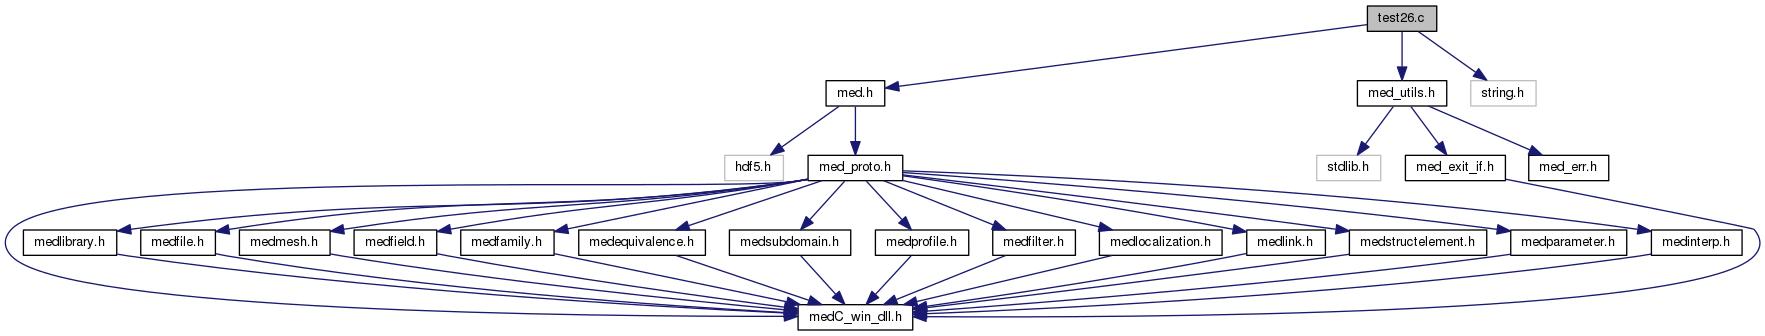 test26.c
med.h
med_utils.h
string.h
hdf5.h
med_proto.h
stdlib.h
med_exit_if.h
med_err.h
medlibrary.h
medfile.h
medmesh.h
medfield.h
medfamily.h
medequivalence.h
medsubdomain.h
medprofile.h
medfilter.h
medlocalization.h
medlink.h
medstructelement.h
medparameter.h
medinterp.h
medC_win_dll.h